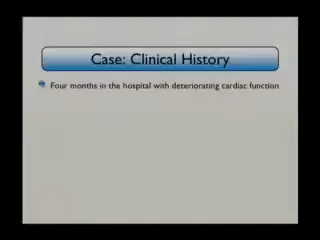 Case: Clinical History
Four months in the hospital with deteriorating cardiac function